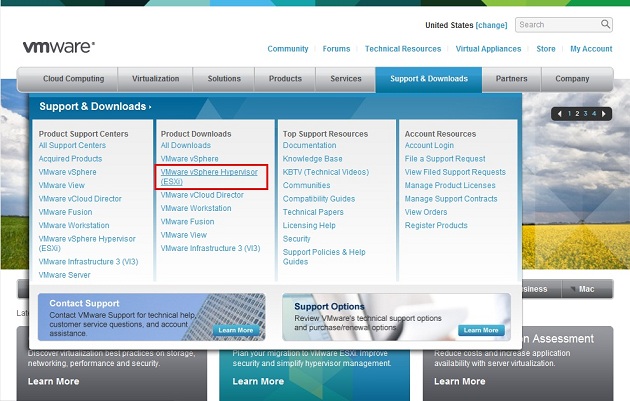 United States [change]
Search
vmware®
Community
Forums
Technical Resources
Virtual Appliances
Store
My Account
Cloud Computing
Virtualization
Solutions
Products
Services
Support & Downloads
Partners
Company
Support & Downloads ›
1 2 3 4
Product Support Centers
All Support Centers
Acquired Products
VMware vSphere
VMware View
VMware vCloud Director
VMware Fusion
VMware Workstation
VMware vSphere Hypervisor
(ESXi)
VMware Infrastructure 3 (VI3)
VMware Server
Product Downloads
All Downloads
VMware vSphere
VMware vSphere Hypervisor
(ESXi)
VMware vCloud Director
VMware Workstation
VMware Fusion
VMware View
VMware Infrastructure 3 (VI3)
Top Support Resources
Documentation
Knowledge Base
KBTV (Technical Videos)
Communities
Compatibility Guides
Technical Papers
Licensing Help
Security
Support Policies & Help
Guides
Account Resources
Account Login
File a Support Request
View Filed Support Requests
Manage Product Licenses
Manage Support Contracts
View Orders
Register Products
Mac
Contact Support
Contact VMware Support for technical help,
customer service questions, and account
assistance.
Learn More
Support Options
Review VMware's technical support options
and purchase/renewal options.
Learn More
Assessment
Discover virtualization best practices on storage,
networking, performance and security.
Learn More
Plan your migration to VMware ESXi. Improve
security and simplify hypervisor management.
Learn More
Reduce costs and increase application
availability with server virtualization.
Learn More